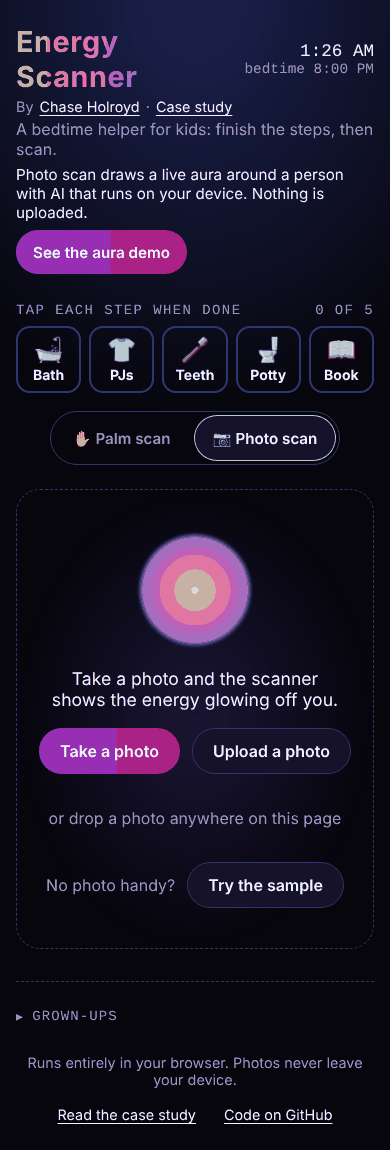 Energy
Scanner
1:26 AM
bedtime 8:00 PM
By Chase Holroyd · Case study
A bedtime helper for kids: finish the steps, then
scan.
Photo scan draws a live aura around a person
with AI that runs on your device. Nothing is
uploaded.
See the aura demo
TAP EACH STEP WHEN DONE 0 OF 5
Bath PJs Teeth Potty Book
Palm scan Photo scan
Take a photo and the scanner
shows the energy glowing off you.
Take a photo Upload a photo
or drop a photo anywhere on this page
No photo handy? Try the sample
▶ GROWN-UPS
Runs entirely in your browser. Photos never leave
your device.
Read the case study Code on GitHub